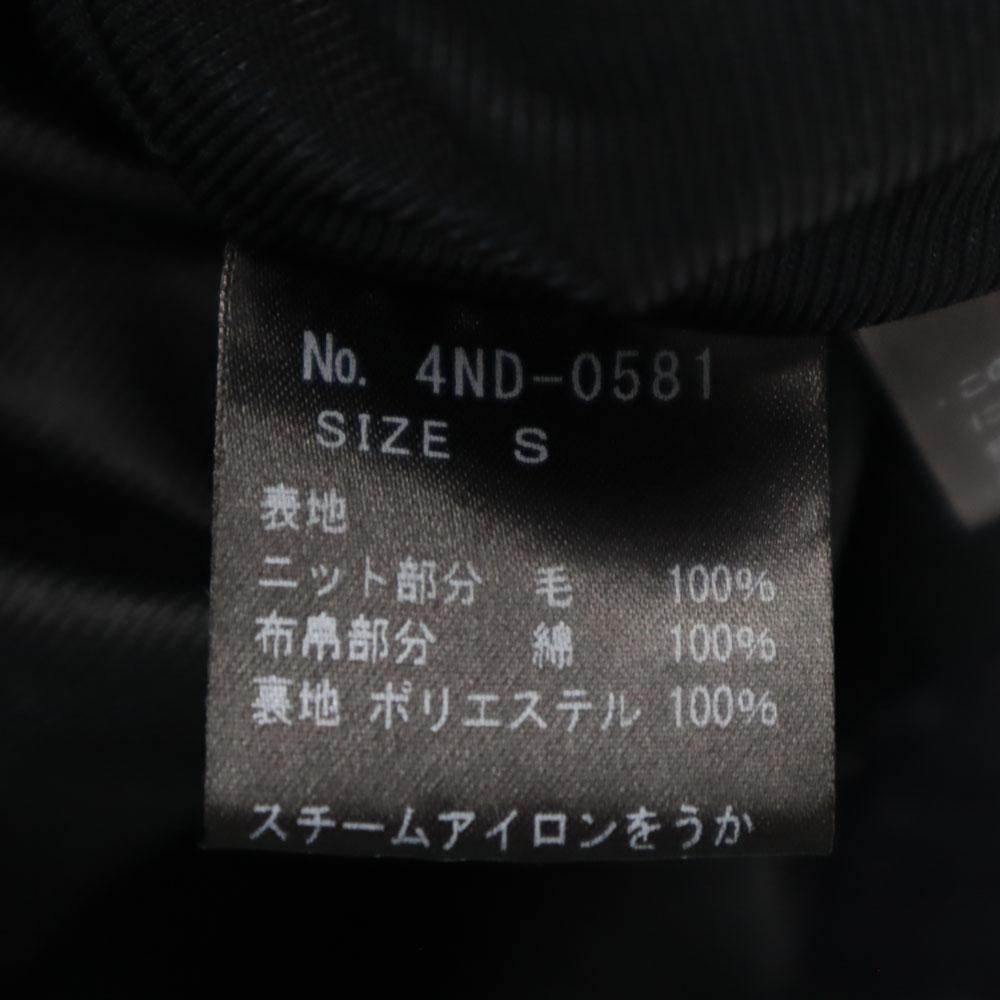 No. 4ND-0581
SIZE S
表地
ニット部分 毛 100%
布帛部分 綿 100%
裏地 ポリエステル 100%
スチームアイロンをうか